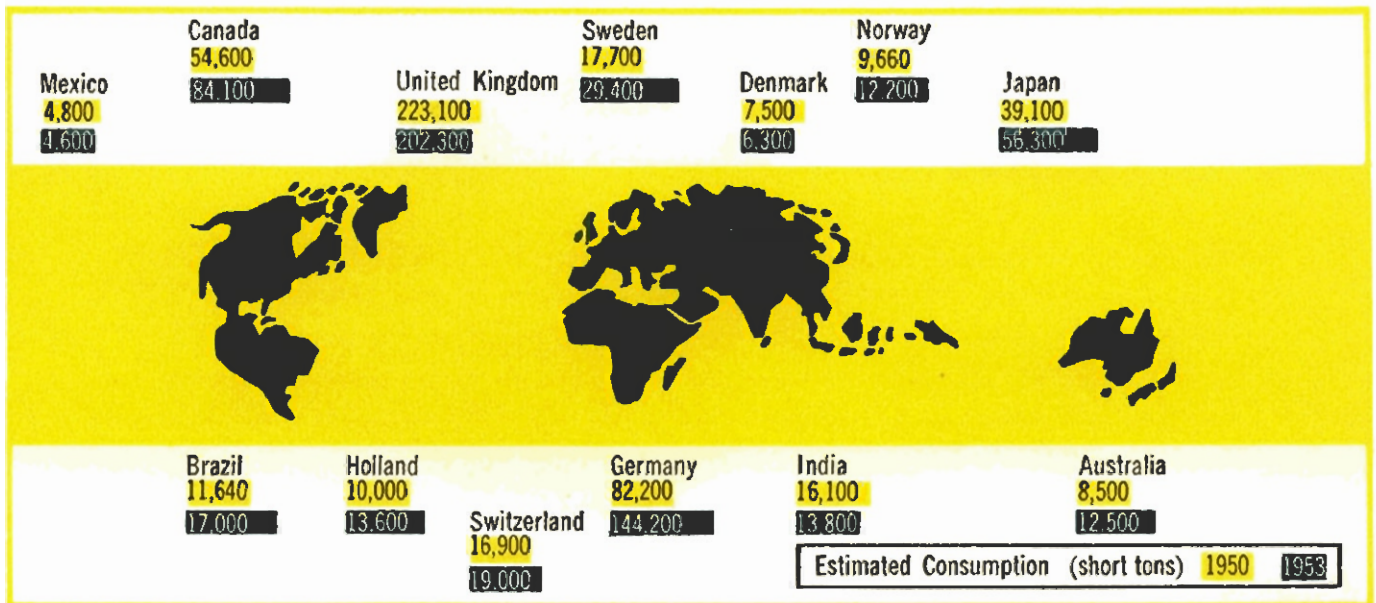 Mexico
4,800
4.600
Canada
54,600
84.100
United Kingdom
223,100
202.300
Sweden
17,700
29.400
Denmark
7,500
6.300
Norway
9,660
12.200
Japan
39,100
56.300
Brazil
11,640
17.000
Holland
10,000
13.600
Switzerland
16,900
19.000
Germany
82,200
144.200
India
16,100
13.800
Australia
8,500
12.500
Estimated Consumption (short tons) 1950 1953